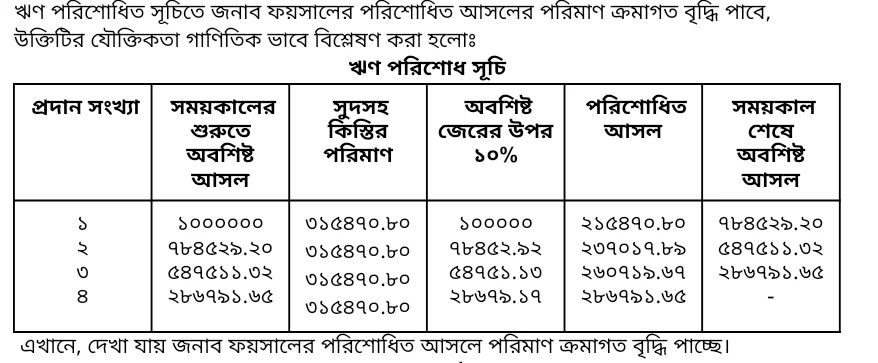 ঋণ পরিশোধিত সূচিতে জনাব ফয়সালের পরিশোধিত আসলের পরিমাণ ক্রমাগত বৃদ্ধি পাবে,
উক্তিটির যৌক্তিকতা গাণিতিক ভাবে বিশ্লেষণ করা হলোঃ
ঋণ পরিশোধ সূচি
প্রদান সংখ্যা সময়কালের সুদসহ অবশিষ্ট পরিশোধিত সময়কাল
শুরুতে কিস্তির জেরের উপর আসল শেষে
অবশিষ্ট পরিমাণ ১০% অবশিষ্ট
আসল আসল
১ ১০০০০০০ ৩১৫৪৭০.৮০ ১০০০০০ ২১৫৪৭০.৮০ ৭৮৪৫২৯.২০
২ ৭৮৪৫২৯.২০ ৩১৫৪৭০.৮০ ৭৮৪৫২.৯২ ২৩৭০১৭.৮৯ ৫৪৭৫১১.৩২
৩ ৫৪৭৫১১.৩২ ৩১৫৪৭০.৮০ ৫৪৭৫১.১৩ ২৬০৭১৯.৬৭ ২৮৬৭৯১.৬৫
৪ ২৮৬৭৯১.৬৫ ৩১৫৪৭০.৮০ ২৮৬৭৯.১৭ ২৮৬৭৯১.৬৫ -
এখানে, দেখা যায় জনাব ফয়সালের পরিশোধিত আসলে পরিমাণ ক্রমাগত বৃদ্ধি পাচ্ছে।